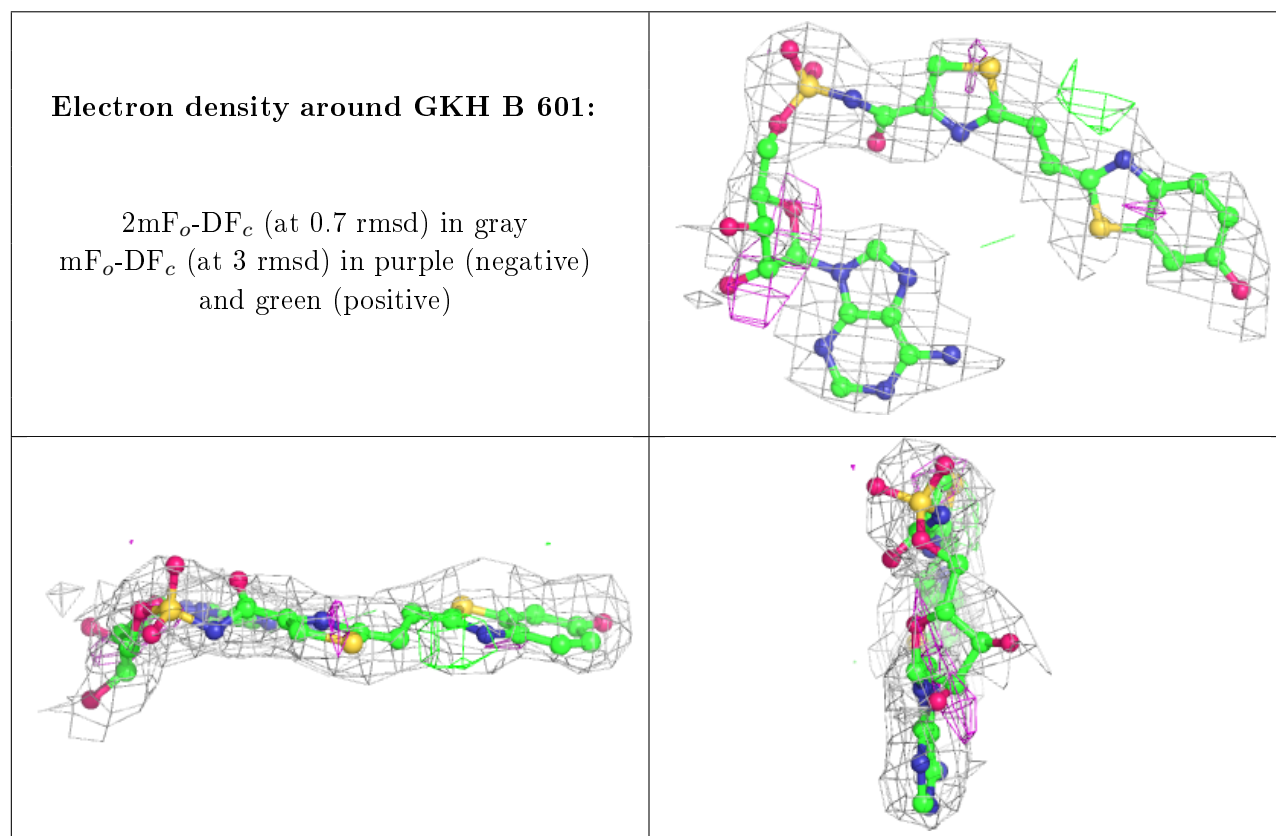 Electron density around GKH B 601:
2mFₒ-DF𝒸 (at 0.7 rmsd) in gray
mFₒ-DF𝒸 (at 3 rmsd) in purple (negative)
and green (positive)